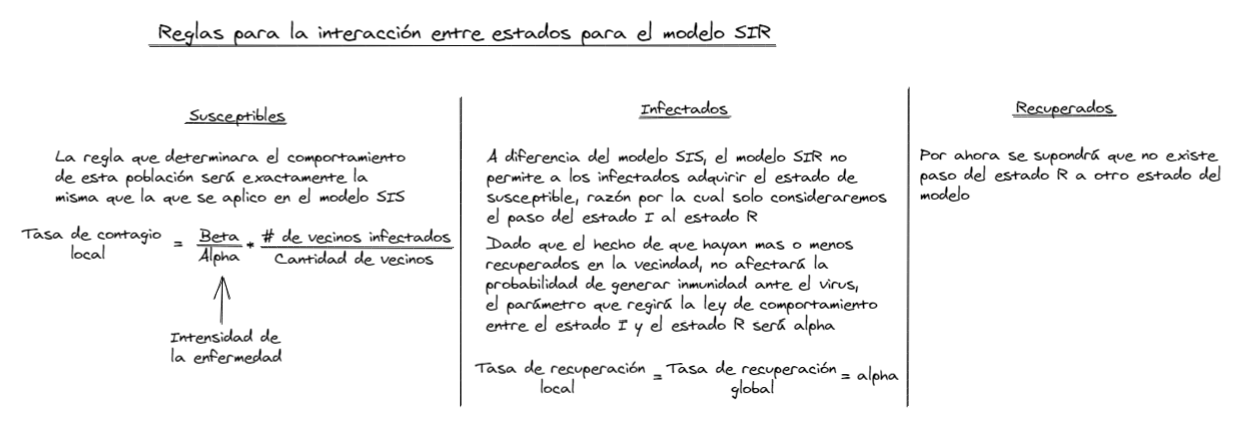 Reglas para la interacción entre estados para el modelo SIR
Susceptibles
La regla que determinara el comportamiento
de esta población será exactamente la
misma que la que se aplico en el modelo SIS
Tasa de contagio
local
=
Beta
Alpha
*
# de vecinos infectados
Cantidad de vecinos
Intensidad de
la enfermedad
Infectados
A diferencia del modelo SIS, el modelo SIR no
permite a los infectados adquirir el estado de
susceptible, razón por la cual solo consideraremos
el paso del estado I al estado R
Dado que el hecho de que hayan mas o menos
recuperados en la vecindad, no afectará la
probabilidad de generar inmunidad ante el virus,
el parámetro que regirá la ley de comportamiento
entre el estado I y el estado R será alpha
Tasa de recuperación
local
=
Tasa de recuperación
global
= alpha
Recuperados
Por ahora se supondrá que no existe
paso del estado R a otro estado del
modelo